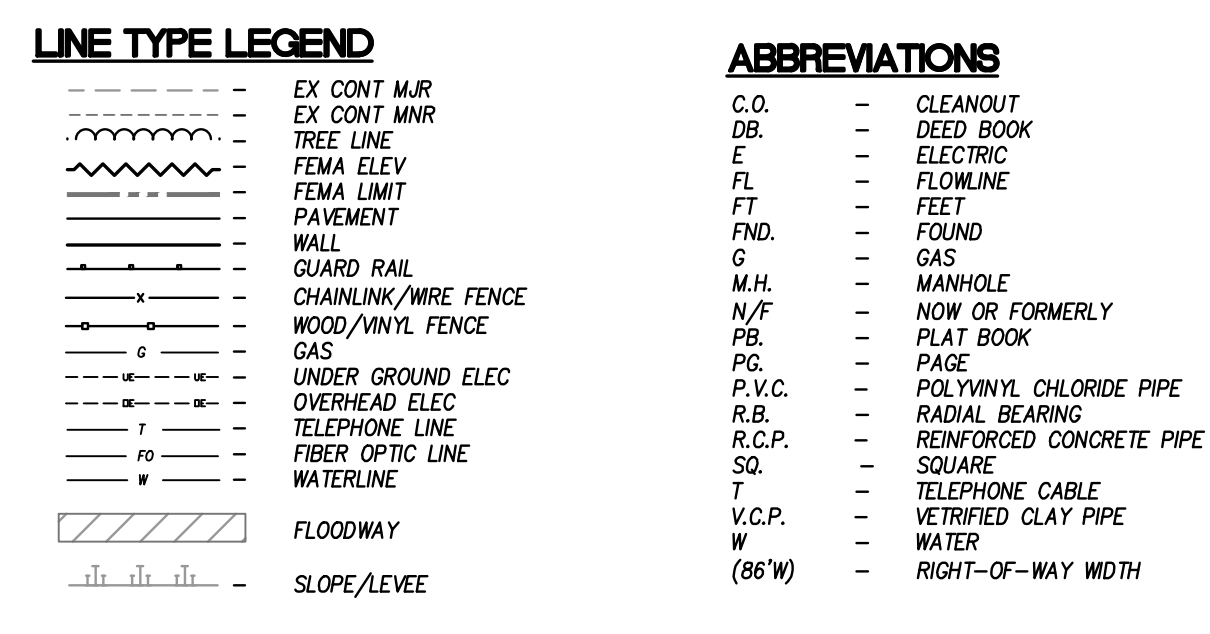 LINE TYPE LEGEND
– EX CONT MJR
– EX CONT MNR
– TREE LINE
– FEMA ELEV
– FEMA LIMIT
– PAVEMENT
– WALL
– GUARD RAIL
X – CHAINLINK/WIRE FENCE
– WOOD/VINYL FENCE
G – GAS
UE UE – UNDER GROUND ELEC
OE OE – OVERHEAD ELEC
T – TELEPHONE LINE
FO – FIBER OPTIC LINE
W – WATERLINE
FLOODWAY
– SLOPE/LEVEE
ABBREVIATIONS
C.O. – CLEANOUT
DB. – DEED BOOK
E – ELECTRIC
FL – FLOWLINE
FT – FEET
FND. – FOUND
G – GAS
M.H. – MANHOLE
N/F – NOW OR FORMERLY
PB. – PLAT BOOK
PG. – PAGE
P.V.C. – POLYVINYL CHLORIDE PIPE
R.B. – RADIAL BEARING
R.C.P. – REINFORCED CONCRETE PIPE
SQ. – SQUARE
T – TELEPHONE CABLE
V.C.P. – VETRIFIED CLAY PIPE
W – WATER
(86'W) – RIGHT-OF-WAY WIDTH